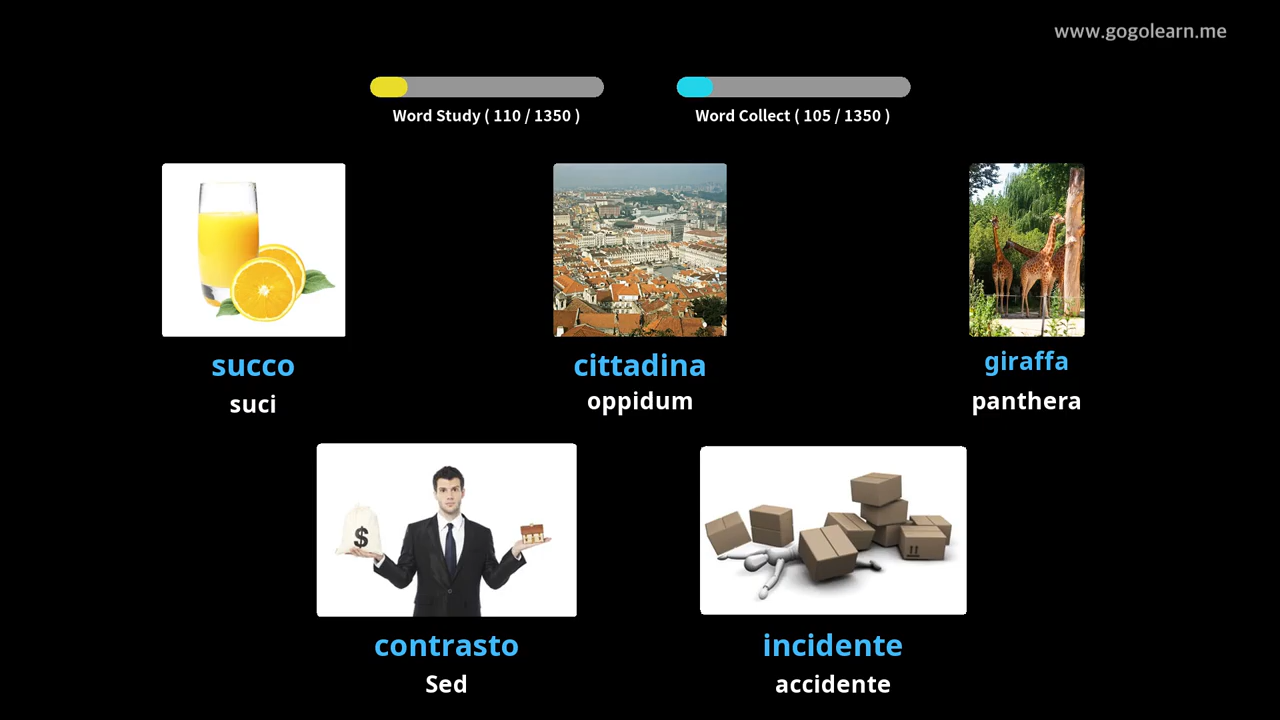 www.gogolearn.me
Word Study ( 110 / 1350 )
Word Collect ( 105 / 1350 )
succo
cittadina
giraffa
suci
oppidum
panthera
$
contrasto
incidente
Sed
accidente